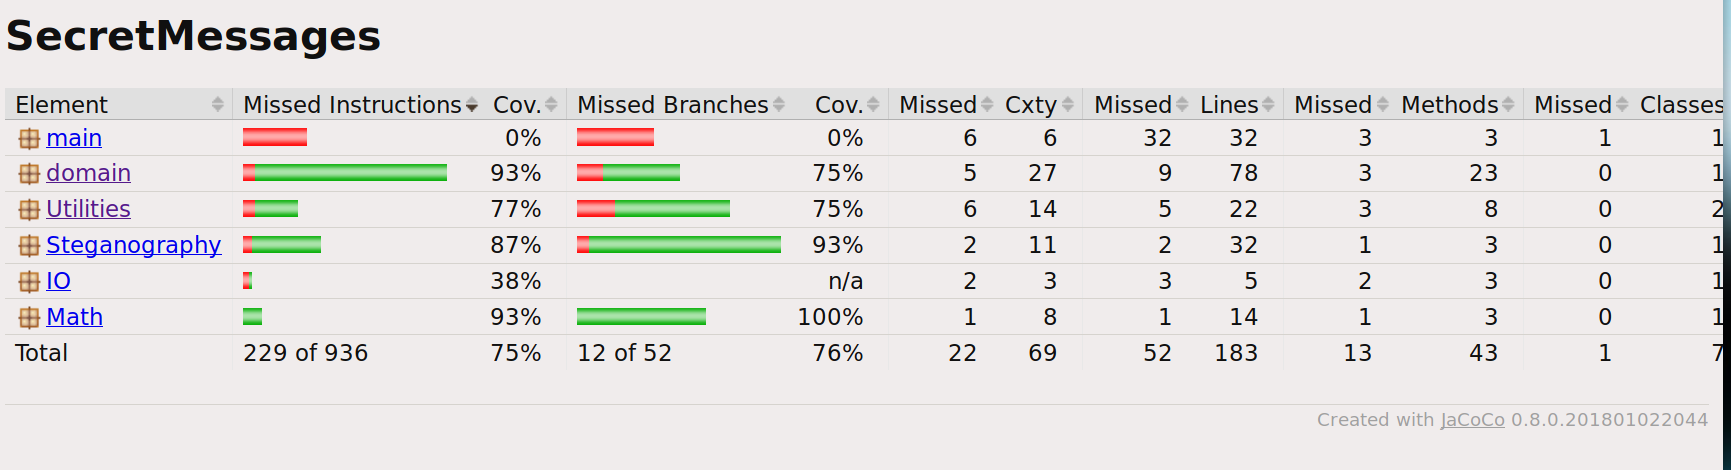 SecretMessages
Element Missed Instructions Cov. Missed Branches Cov. Missed Cxty Missed Lines Missed Methods Missed Classes
main 0% 0% 6 6 32 32 3 3 1 1
domain 93% 75% 5 27 9 78 3 23 0 1
Utilities 77% 75% 6 14 5 22 3 8 0 2
Steganography 87% 93% 2 11 2 32 1 3 0 1
IO 38% n/a 2 3 3 5 2 3 0 1
Math 93% 100% 1 8 1 14 1 3 0 1
Total 229 of 936 75% 12 of 52 76% 22 69 52 183 13 43 1 7
Created with JaCoCo 0.8.0.201801022044